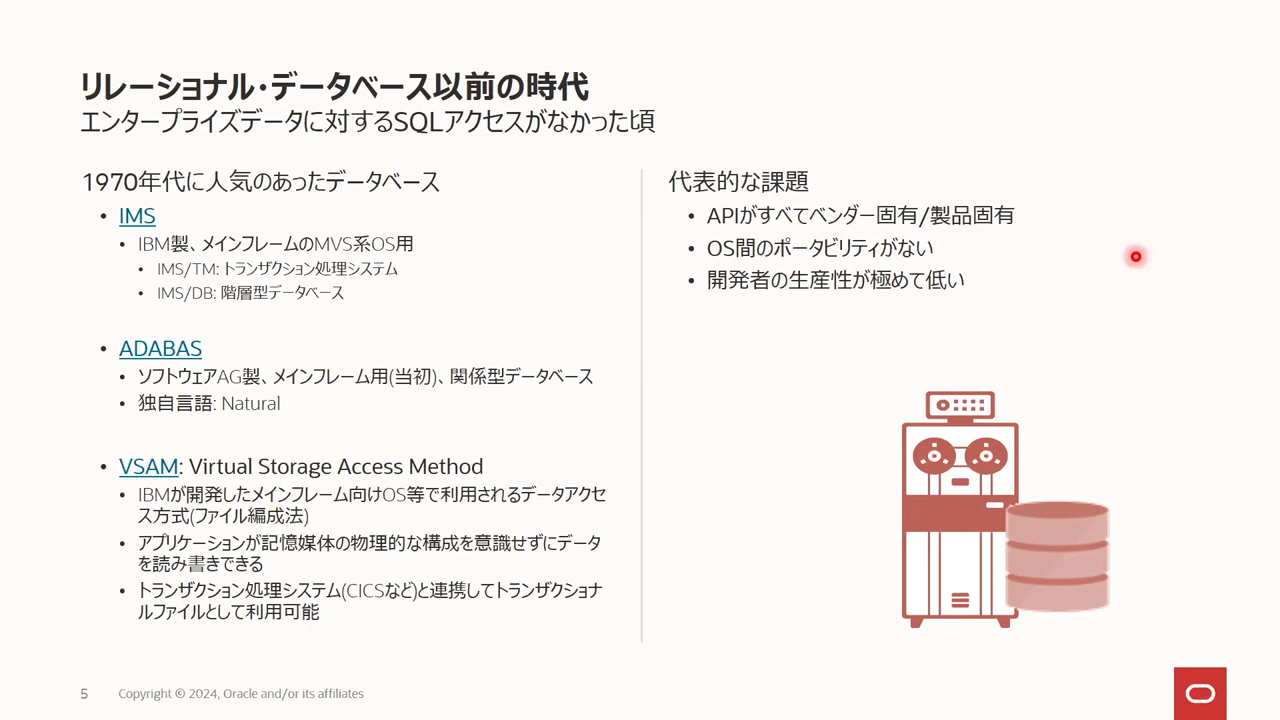 リレーショナル・データベース以前の時代
エンタープライズデータに対するSQLアクセスがなかった頃
1970年代に人気のあったデータベース
• IMS
• IBM製、メインフレームのMVS系OS用
• IMS/TM: トランザクション処理システム
• IMS/DB: 階層型データベース
• ADABAS
• ソフトウェアAG製、メインフレーム用(当初)、関係型データベース
• 独自言語: Natural
• VSAM: Virtual Storage Access Method
• IBMが開発したメインフレーム向けOS等で利用されるデータアクセ
ス方式(ファイル編成法)
• アプリケーションが記憶媒体の物理的な構成を意識せずにデータ
を読み書きできる
• トランザクション処理システム(CICSなど)と連携してトランザクショナ
ルファイルとして利用可能
代表的な課題
• APIがすべてベンダー固有/製品固有
• OS間のポータビリティがない
• 開発者の生産性が極めて低い
5 Copyright © 2024, Oracle and/or its affiliates